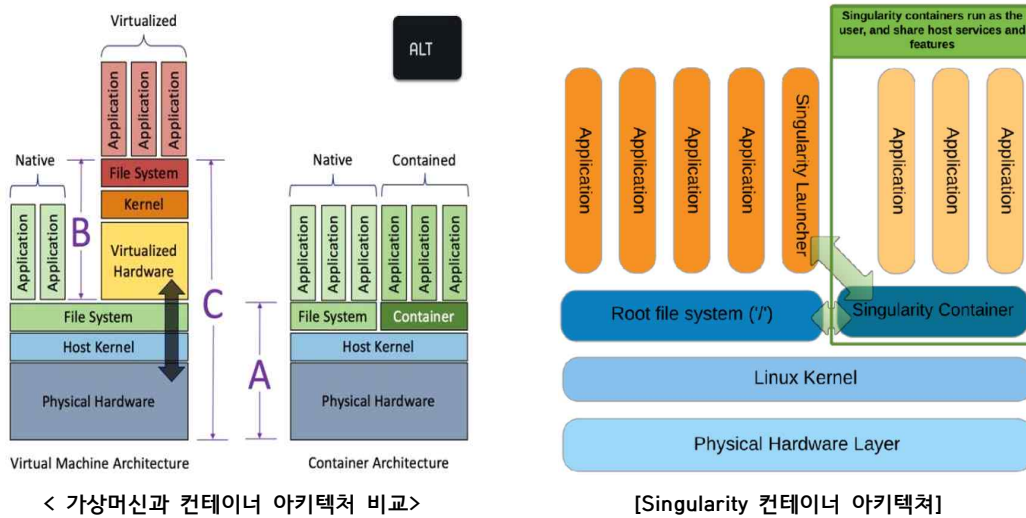 Virtualized
ALT
Application
Application
Application
Native
File System
Kernel
Virtualized
Hardware
Application
Application
File System
Host Kernel
Physical Hardware
B
C
Virtual Machine Architecture
Native
Contained
Application
Application
Application
Application
Application
Application
File System
Container
Host Kernel
Physical Hardware
A
Container Architecture
< 가상머신과 컨테이너 아키텍처 비교>
Singularity containers run as the
user, and share host services and
features
Application
Application
Application
Application
Singularity Launcher
Application
Application
Application
Root file system ('/')
Singularity Container
Linux Kernel
Physical Hardware Layer
[Singularity 컨테이너 아키텍쳐]